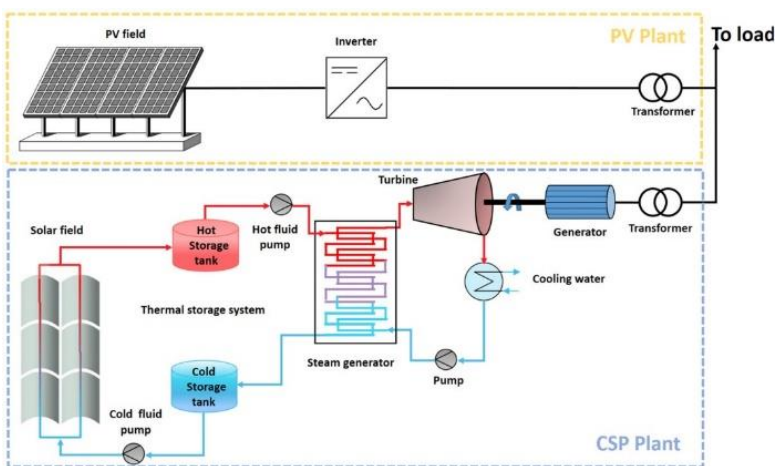 PV field
Inverter
PV Plant
To load
Transformer
Turbine
Solar field
Hot
Storage
tank
Hot fluid
pump
Generator
Transformer
Cooling water
Thermal storage system
Steam generator
Cold
Storage
tank
Pump
Cold fluid
pump
CSP Plant